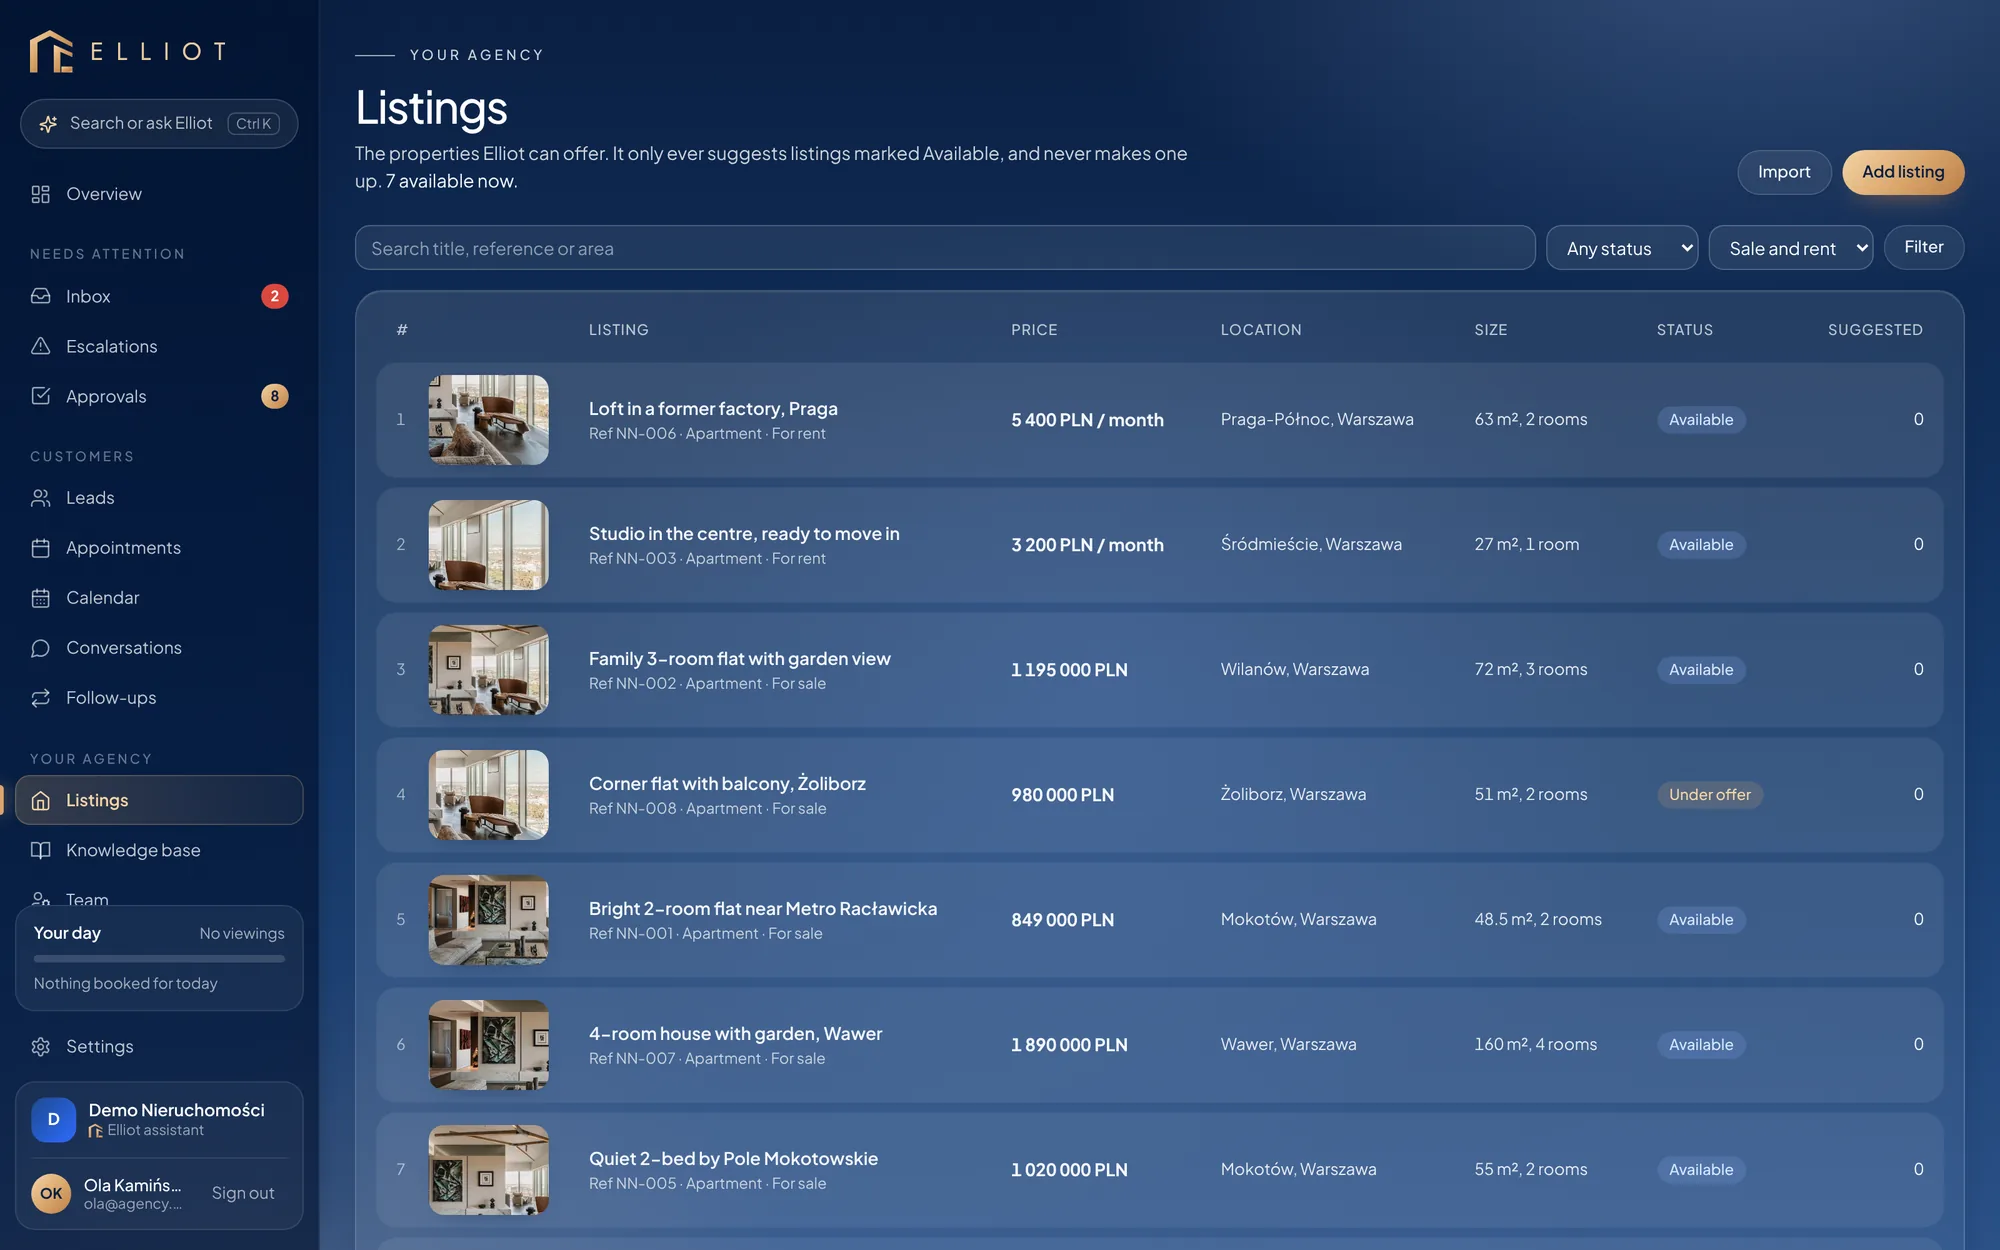 ELLIOT
Search or ask Elliot Ctrl K
Overview
NEEDS ATTENTION
Inbox 2
Escalations
Approvals 8
CUSTOMERS
Leads
Appointments
Calendar
Conversations
Follow-ups
YOUR AGENCY
Listings
Knowledge base
Team
Your day No viewings
Nothing booked for today
Settings
D Demo Nieruchomości
Elliot assistant
OK Ola Kamińs... Sign out
ola@agency....
YOUR AGENCY
Listings
The properties Elliot can offer. It only ever suggests listings marked Available, and never makes one
up. 7 available now.
Import Add listing
Search title, reference or area Any status Sale and rent Filter
# LISTING PRICE LOCATION SIZE STATUS SUGGESTED
1 Loft in a former factory, Praga 5 400 PLN / month Praga-Północ, Warszawa 63 m², 2 rooms Available 0
Ref NN-006 · Apartment · For rent
2 Studio in the centre, ready to move in 3 200 PLN / month Śródmieście, Warszawa 27 m², 1 room Available 0
Ref NN-003 · Apartment · For rent
3 Family 3-room flat with garden view 1 195 000 PLN Wilanów, Warszawa 72 m², 3 rooms Available 0
Ref NN-002 · Apartment · For sale
4 Corner flat with balcony, Żoliborz 980 000 PLN Żoliborz, Warszawa 51 m², 2 rooms Under offer 0
Ref NN-008 · Apartment · For sale
5 Bright 2-room flat near Metro Racławicka 849 000 PLN Mokotów, Warszawa 48.5 m², 2 rooms Available 0
Ref NN-001 · Apartment · For sale
6 4-room house with garden, Wawer 1 890 000 PLN Wawer, Warszawa 160 m², 4 rooms Available 0
Ref NN-007 · Apartment · For sale
7 Quiet 2-bed by Pole Mokotowskie 1 020 000 PLN Mokotów, Warszawa 55 m², 2 rooms Available 0
Ref NN-005 · Apartment · For sale